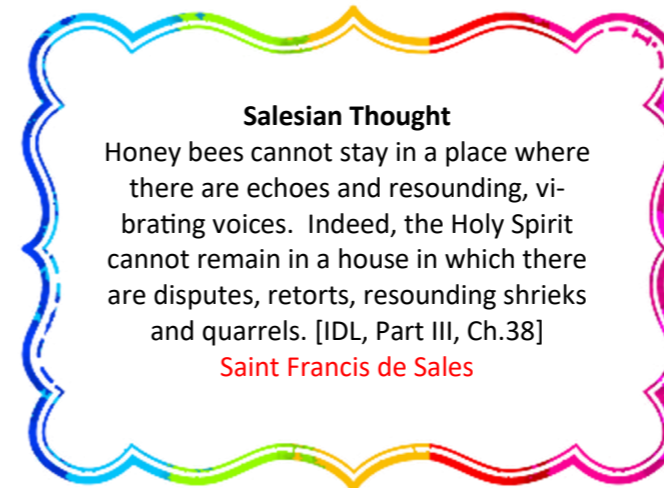 Salesian Thought
Honey bees cannot stay in a place where
there are echoes and resounding, vi-
brating voices.  Indeed, the Holy Spirit
cannot remain in a house in which there
are disputes, retorts, resounding shrieks
and quarrels. [IDL, Part III, Ch.38]
Saint Francis de Sales